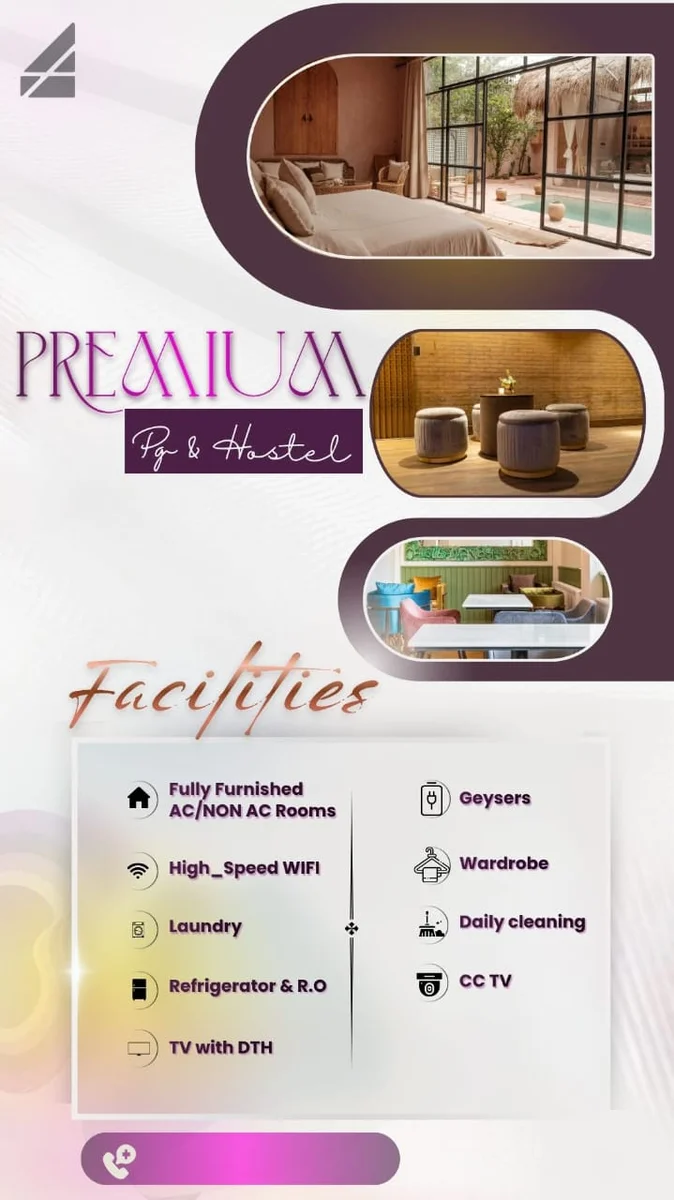 PREMIUM
Pg & Hostel
Facilities
Fully Furnished
AC/NON AC Rooms
High_Speed WIFI
Laundry
Refrigerator & R.O
TV with DTH
Geysers
Wardrobe
Daily cleaning
CC TV